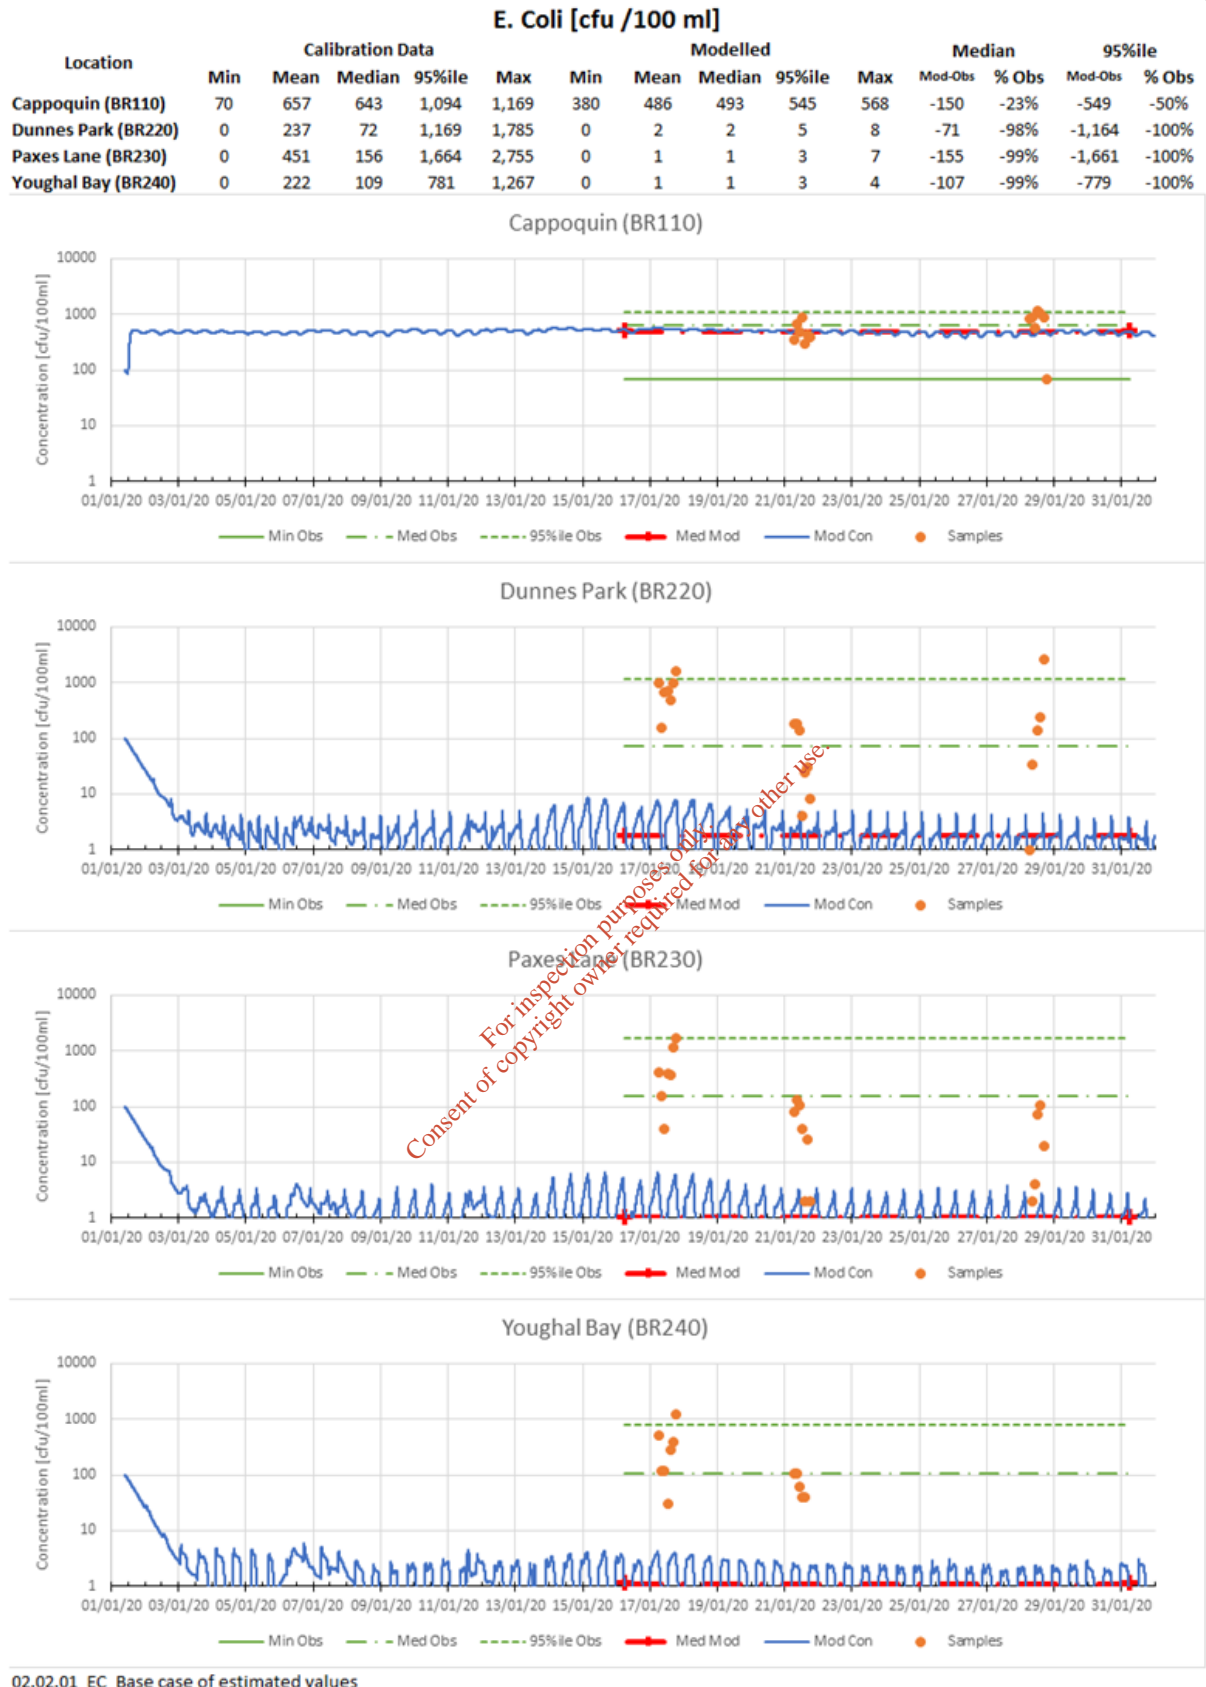 E. Coli [cfu /100 ml]
Location Calibration Data Modelled Median 95%ile
Min Mean Median 95%ile Max Min Mean Median 95%ile Max Mod-Obs % Obs Mod-Obs % Obs
Cappoquin (BR110) 70 657 643 1,094 1,169 380 486 493 545 568 -150 -23% -549 -50%
Dunnes Park (BR220) 0 237 72 1,169 1,785 0 2 2 5 8 -71 -98% -1,164 -100%
Paxes Lane (BR230) 0 451 156 1,664 2,755 0 1 1 3 7 -155 -99% -1,661 -100%
Youghal Bay (BR240) 0 222 109 781 1,267 0 1 1 3 4 -107 -99% -779 -100%
Cappoquin (BR110)
Concentration [cfu/100ml]
10000
1000
100
10
1
01/01/20 03/01/20 05/01/20 07/01/20 09/01/20 11/01/20 13/01/20 15/01/20 17/01/20 19/01/20 21/01/20 23/01/20 25/01/20 27/01/20 29/01/20 31/01/20
Min Obs Med Obs 95%ile Obs Med Mod Mod Con Samples
Dunnes Park (BR220)
Concentration [cfu/100ml]
10000
1000
100
10
1
01/01/20 03/01/20 05/01/20 07/01/20 09/01/20 11/01/20 13/01/20 15/01/20 17/01/20 19/01/20 21/01/20 23/01/20 25/01/20 27/01/20 29/01/20 31/01/20
Min Obs Med Obs 95%ile Obs Med Mod Mod Con Samples
For inspection purposes only.
Consent of copyright owner required for any other use.
Paxes Lane (BR230)
Concentration [cfu/100ml]
10000
1000
100
10
1
01/01/20 03/01/20 05/01/20 07/01/20 09/01/20 11/01/20 13/01/20 15/01/20 17/01/20 19/01/20 21/01/20 23/01/20 25/01/20 27/01/20 29/01/20 31/01/20
Min Obs Med Obs 95%ile Obs Med Mod Mod Con Samples
Youghal Bay (BR240)
Concentration [cfu/100ml]
10000
1000
100
10
1
01/01/20 03/01/20 05/01/20 07/01/20 09/01/20 11/01/20 13/01/20 15/01/20 17/01/20 19/01/20 21/01/20 23/01/20 25/01/20 27/01/20 29/01/20 31/01/20
Min Obs Med Obs 95%ile Obs Med Mod Mod Con Samples
02.02.01 EC Base case of estimated values